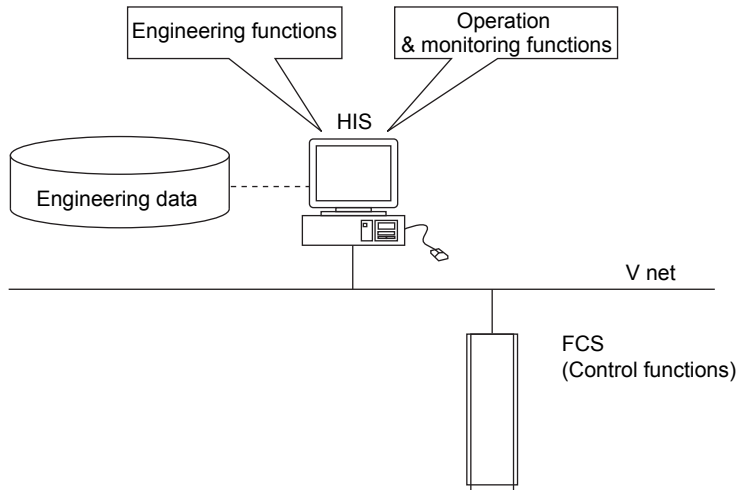 Engineering functions
Operation
& monitoring functions
HIS
Engineering data
V net
FCS
(Control functions)